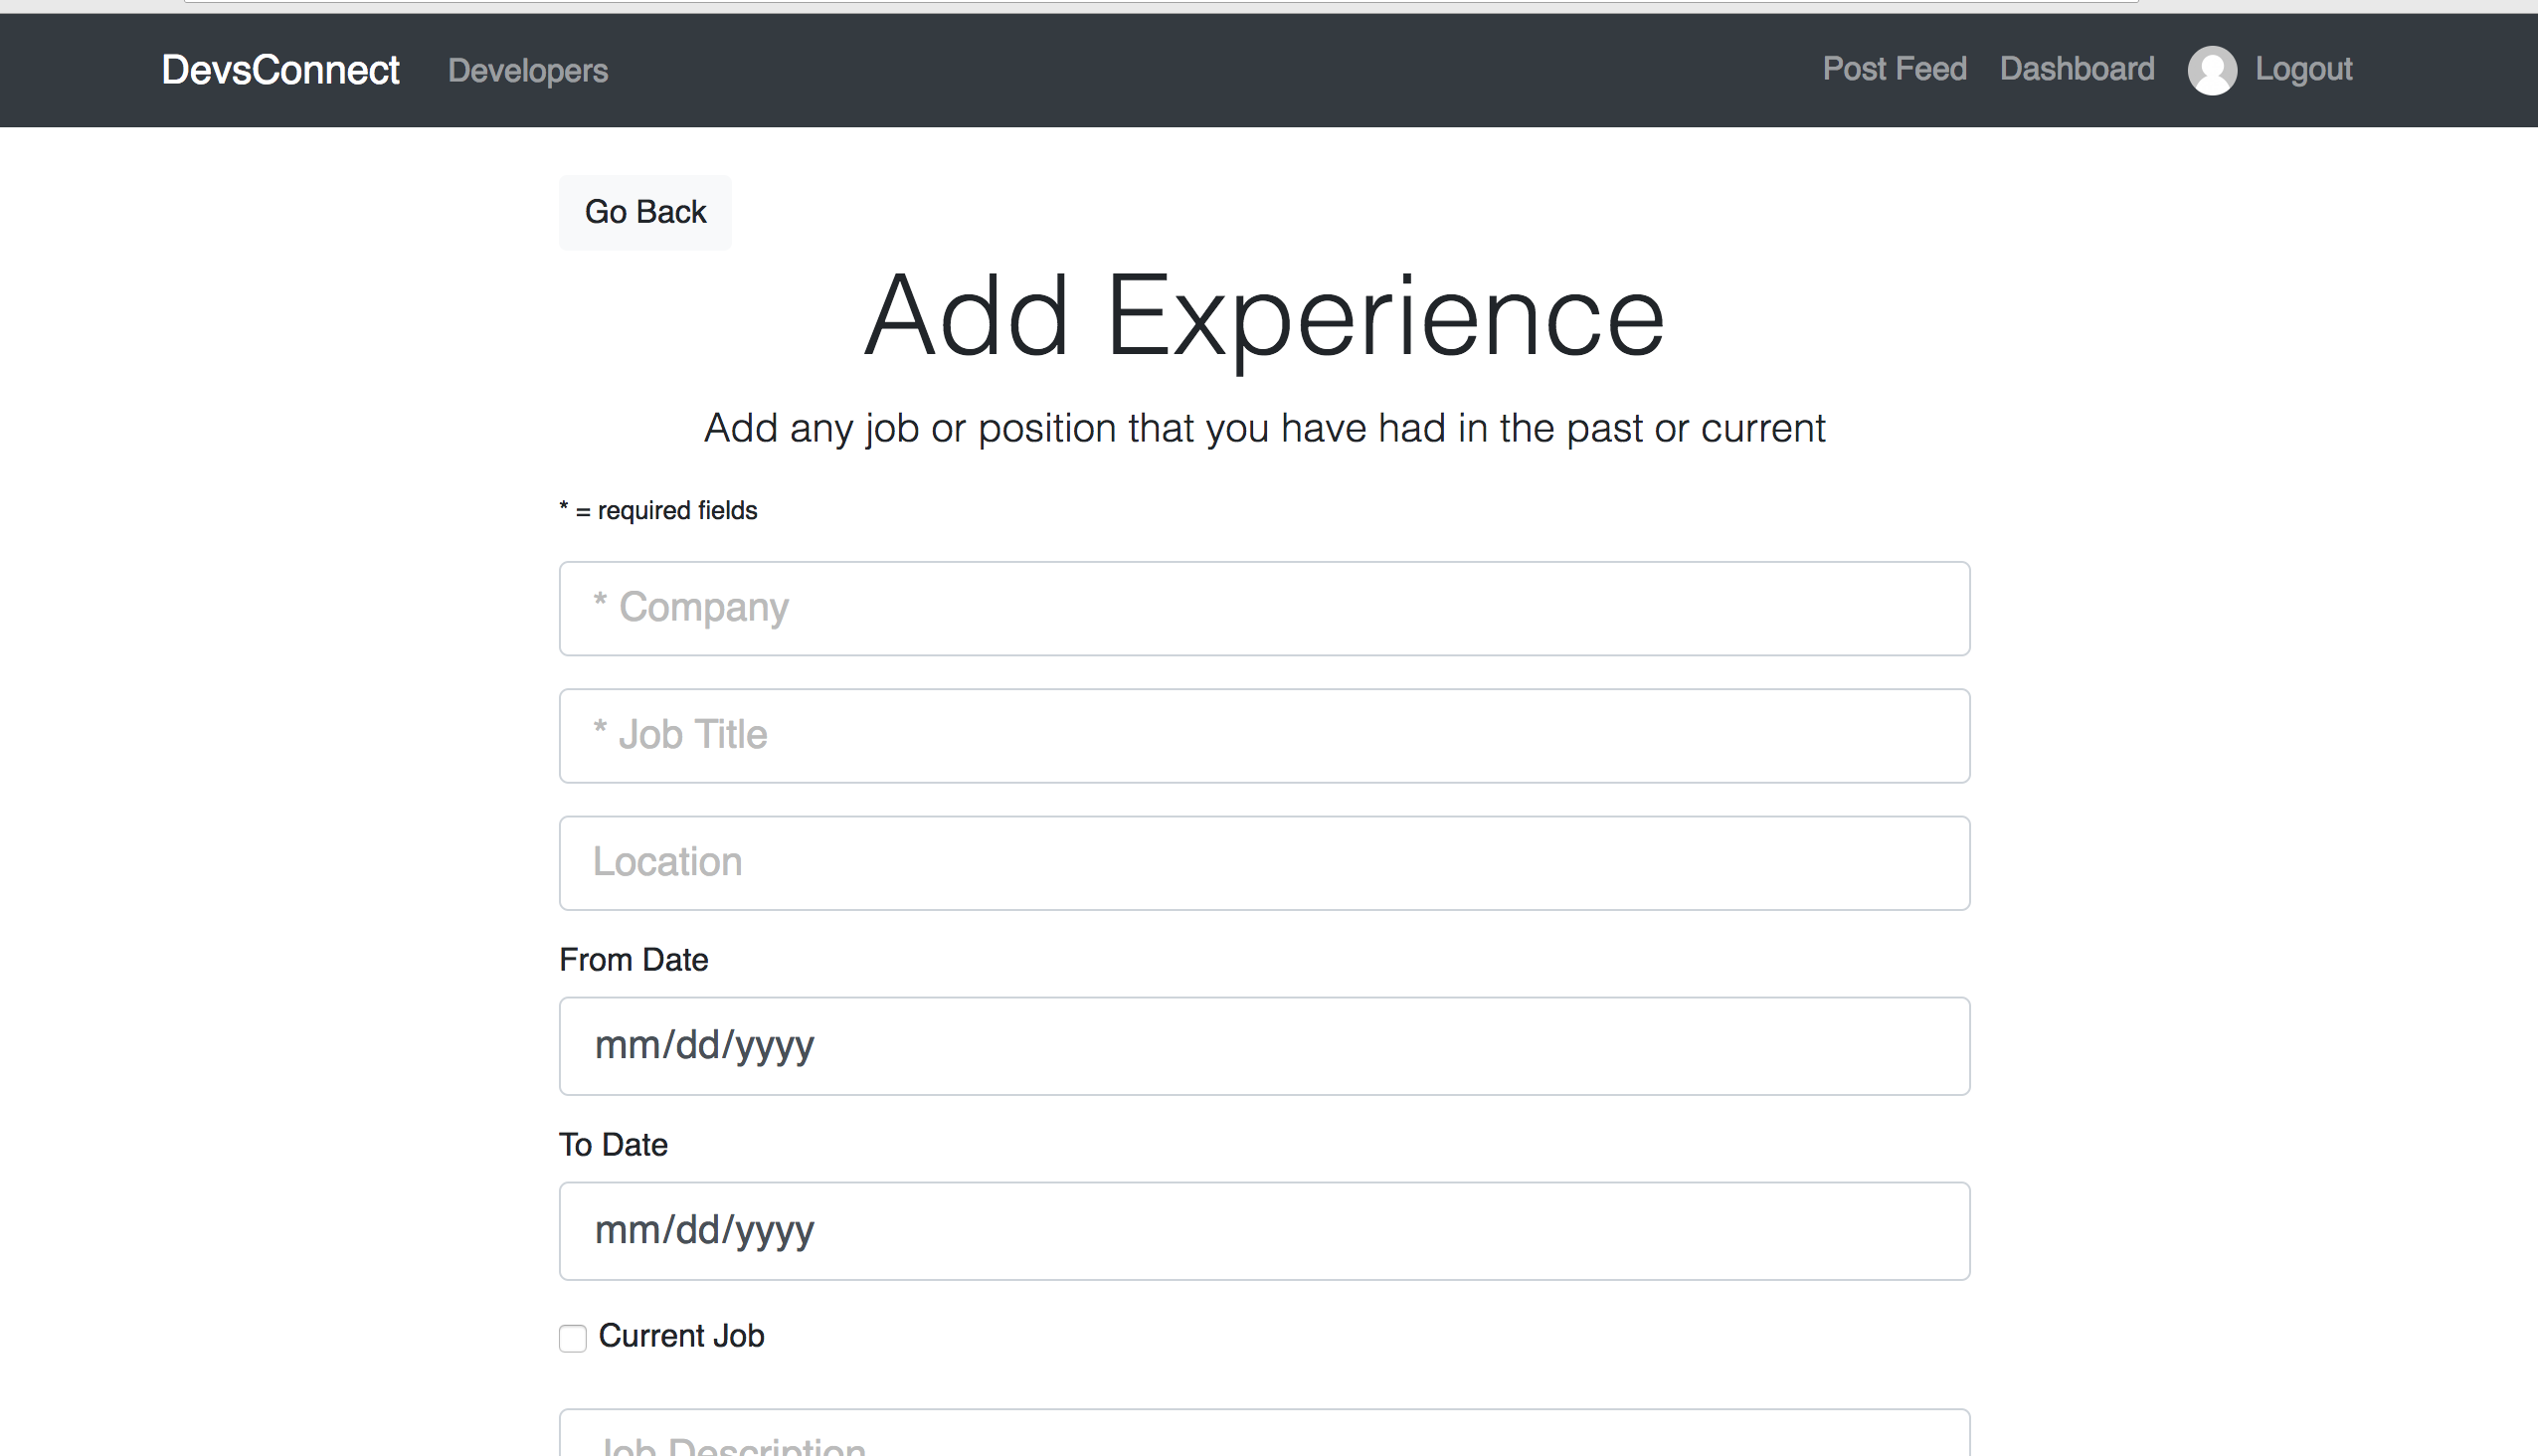 DevsConnect Developers Post Feed Dashboard Logout
Go Back
Add Experience
Add any job or position that you have had in the past or current
* = required fields
* Company
* Job Title
Location
From Date
mm/dd/yyyy
To Date
mm/dd/yyyy
Current Job
Job Description